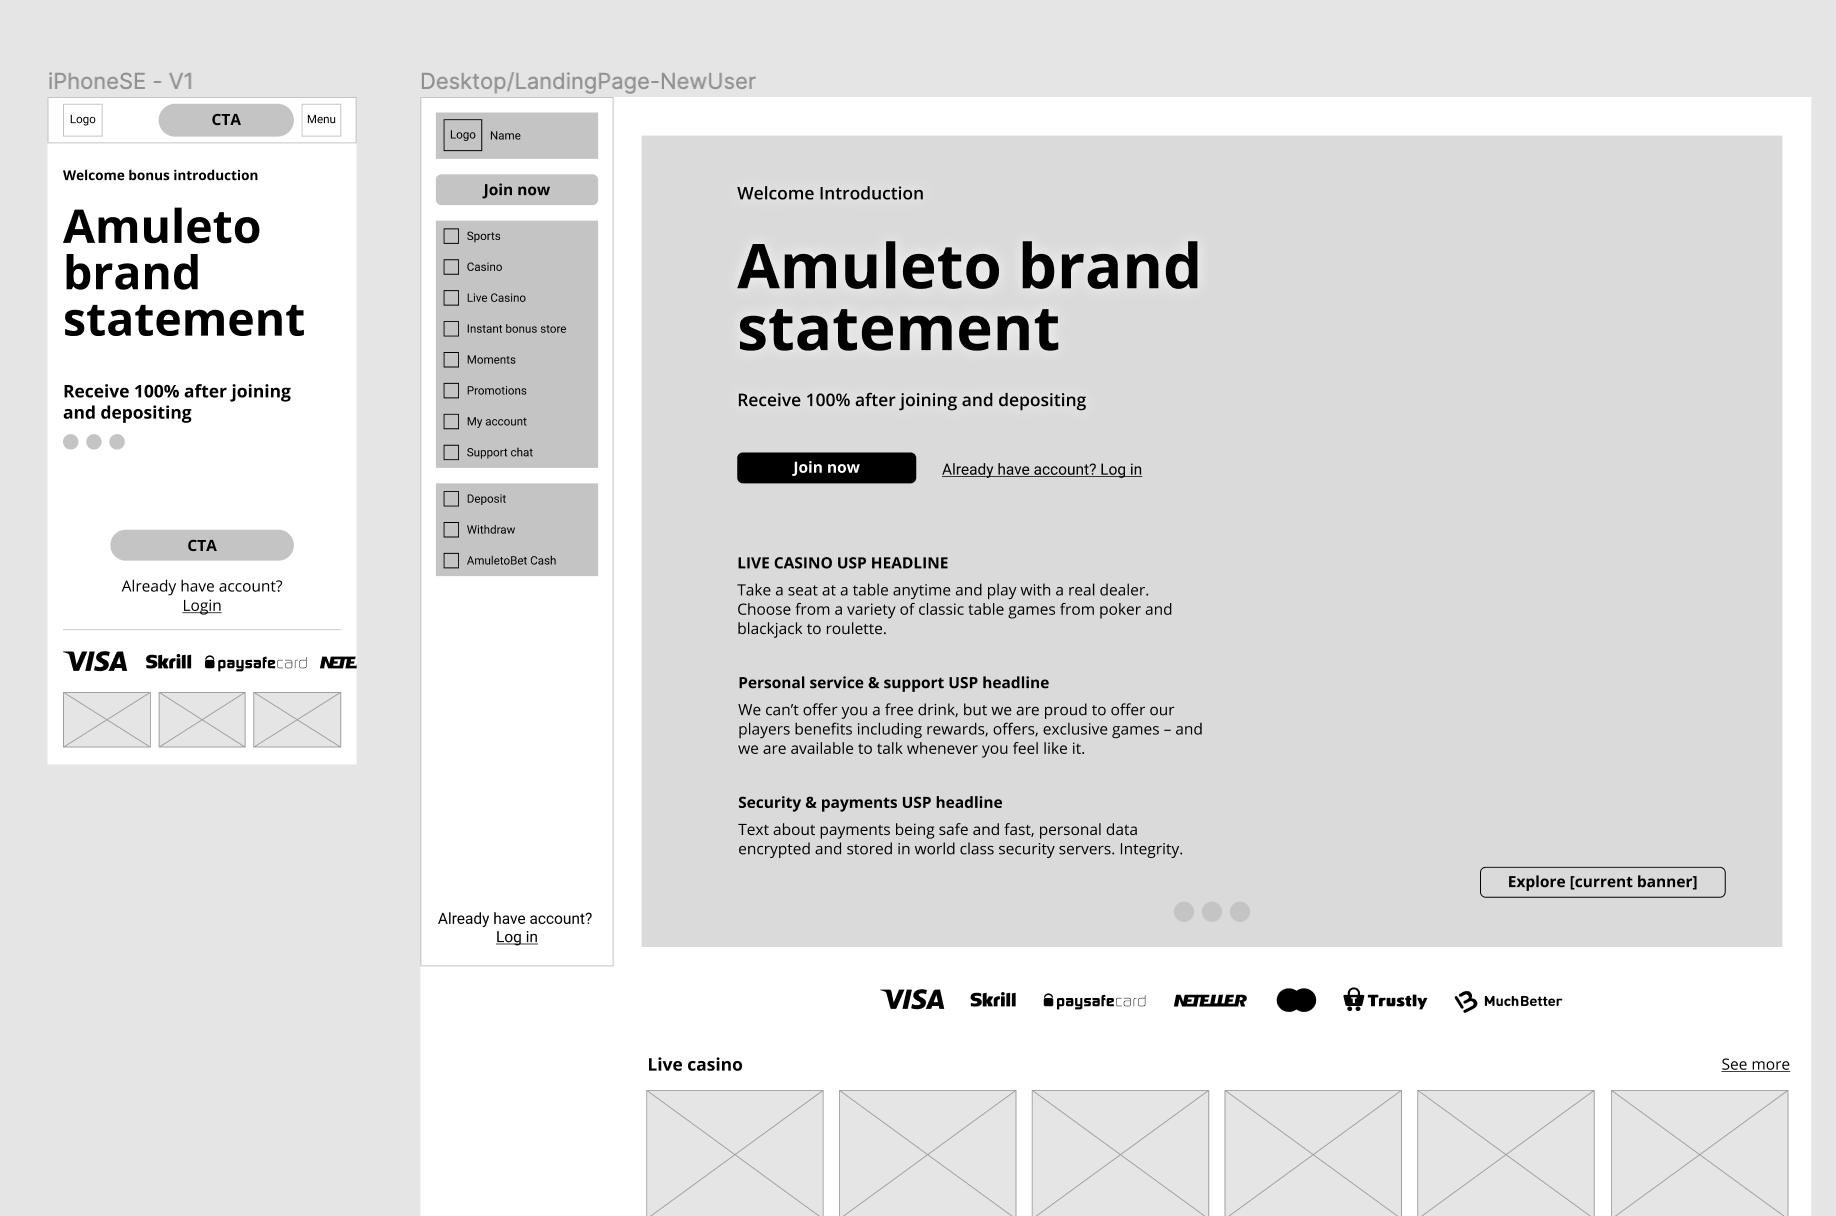 iPhoneSE - V1
Logo
CTA
Menu
Welcome bonus introduction
Amuleto
brand
statement
Receive 100% after joining
and depositing
CTA
Already have account?
Login
VISA Skrill paysafecard NETE
Desktop/LandingPage-NewUser
Logo Name
Join now
Sports
Casino
Live Casino
Instant bonus store
Moments
Promotions
My account
Support chat
Deposit
Withdraw
AmuletoBet Cash
Already have account?
Log in
Welcome Introduction
Amuleto brand
statement
Receive 100% after joining and depositing
Join now
Already have account? Log in
LIVE CASINO USP HEADLINE
Take a seat at a table anytime and play with a real dealer.
Choose from a variety of classic table games from poker and
blackjack to roulette.
Personal service & support USP headline
We can’t offer you a free drink, but we are proud to offer our
players benefits including rewards, offers, exclusive games – and
we are available to talk whenever you feel like it.
Security & payments USP headline
Text about payments being safe and fast, personal data
encrypted and stored in world class security servers. Integrity.
Explore [current banner]
VISA Skrill paysafecard NETELLER Trustly MuchBetter
Live casino
See more